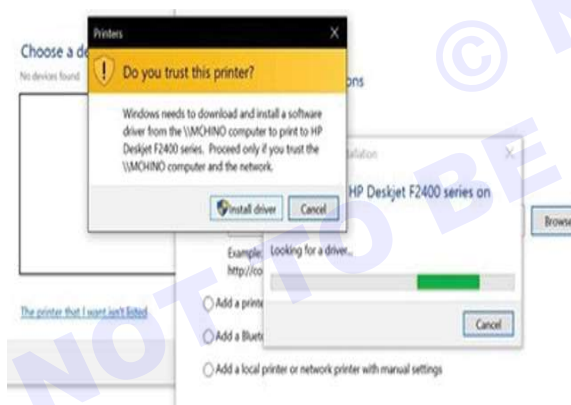 Printers
X
Choose a de
No devices found
Do you trust this printer?
ons
Windows needs to download and install a software
driver from the \\MCHINO computer to print to HP
Deskjet F2400 series. Proceed only if you trust the
\\MCHINO computer and the network.
Install driver
Cancel
tallation
X
HP Deskjet F2400 series on
Browse
Example:
http://co
Looking for a driver...
The printer that I want isn't listed
Add a printe
Cancel
Add a Blueto
Add a local printer or network printer with manual settings
©
NOT TO BE